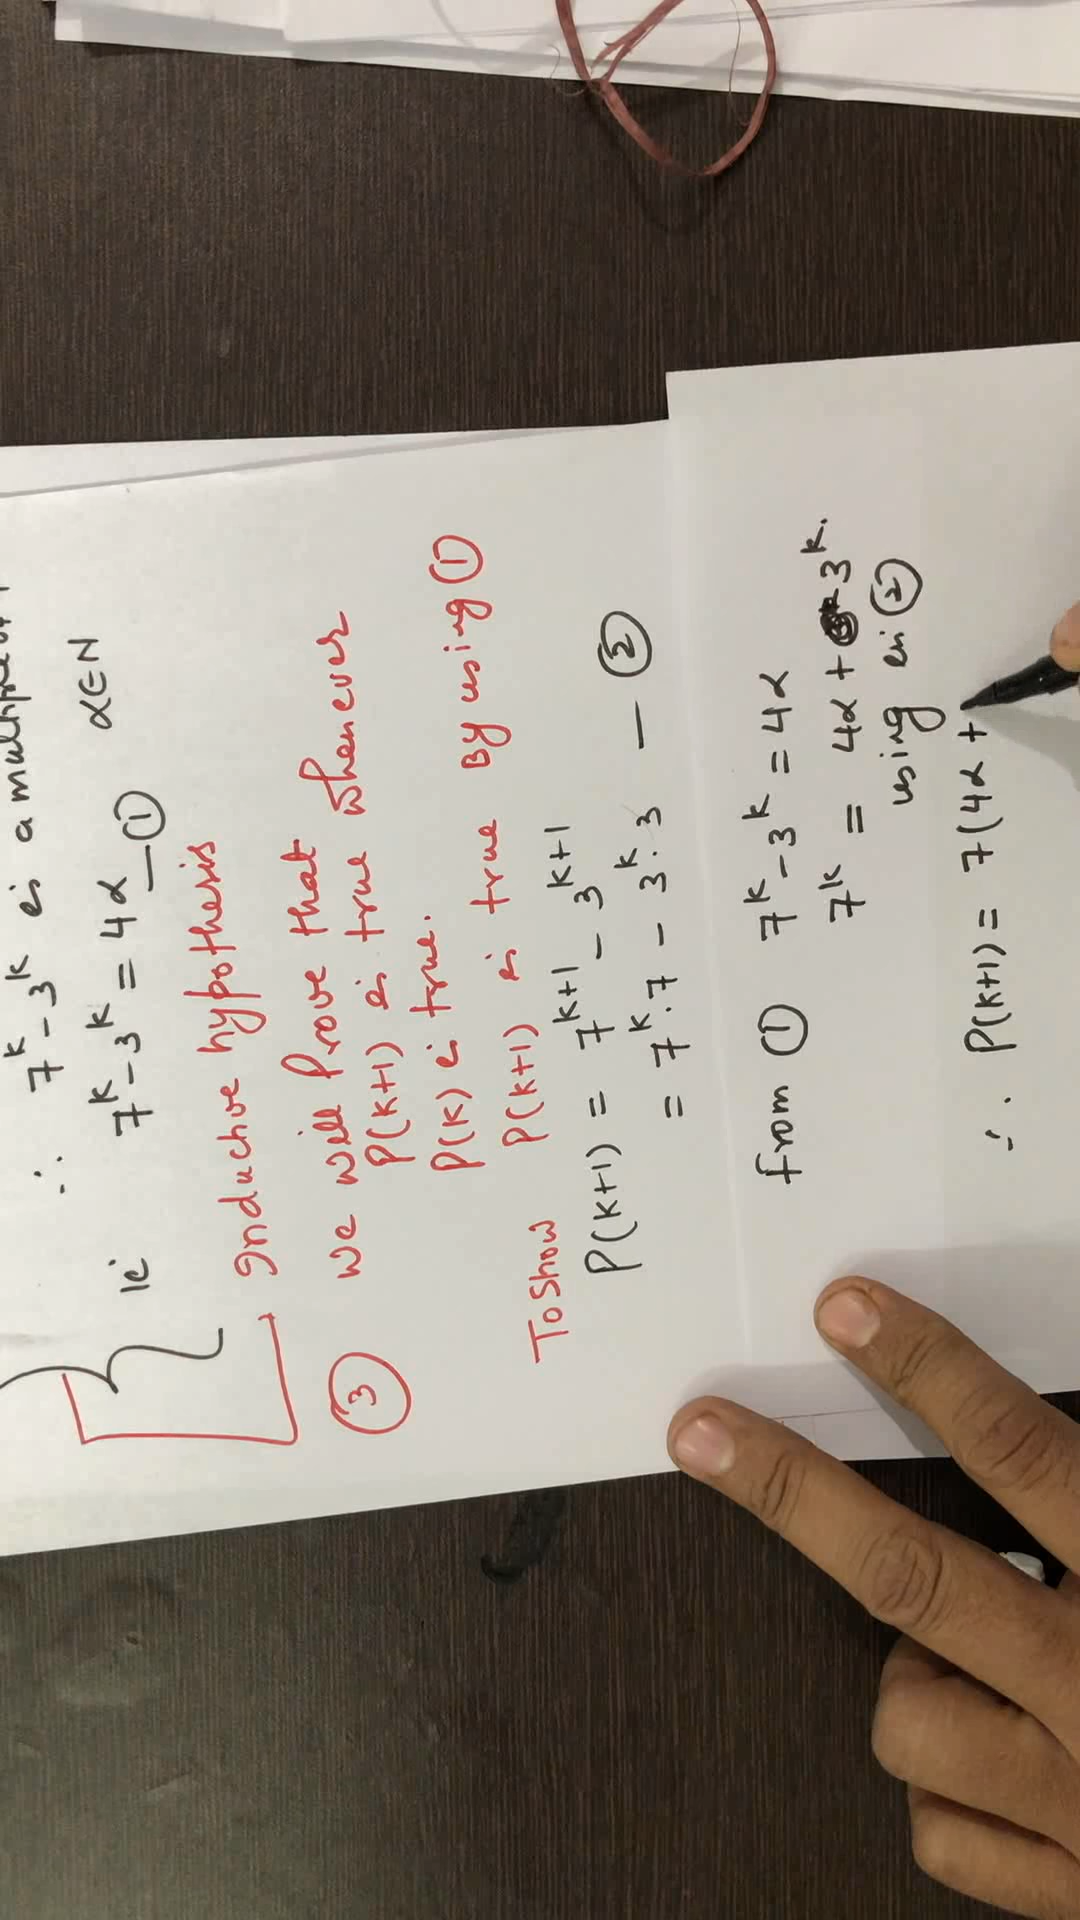 ∴ 7^k - 3^k is a multiple of
ie 7^k - 3^k = 4α — ① α∈N
Inductive hypothesis
③ we will Prove that
P(k+1) is true whenever
P(k) is true.
To Show P(k+1) is true By using ①
P(k+1) = 7^{k+1} - 3^{k+1}
= 7^k. 7 - 3^k. 3 — ②
from ① 7^k - 3^k = 4α
7^k = 4α + 3^k.
using in ②
∴ P(k+1) = 7(4α +